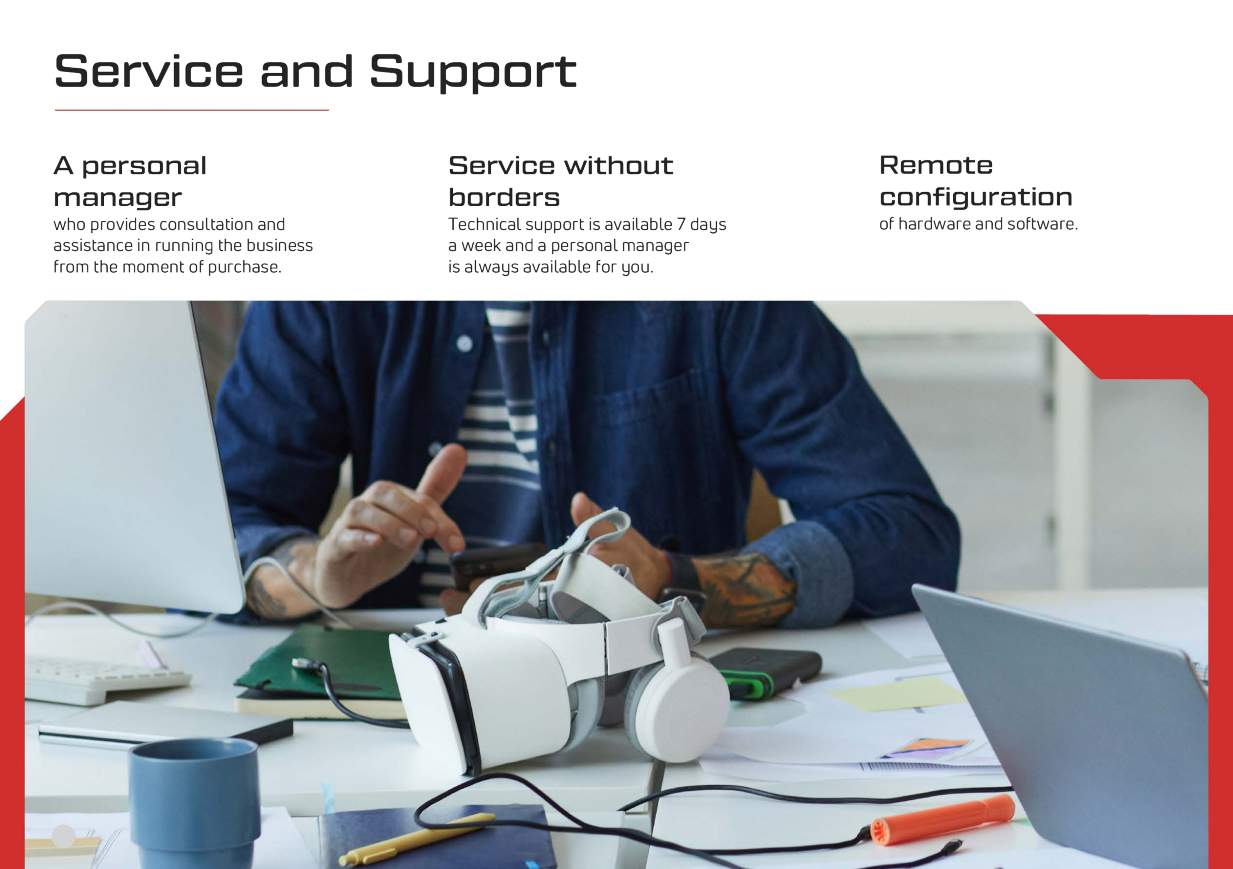 Service and Support
A personal
manager
who provides consultation and
assistance in running the business
from the moment of purchase.
Service without
borders
Technical support is available 7 days
a week and a personal manager
is always available for you.
Remote
configuration
of hardware and software.